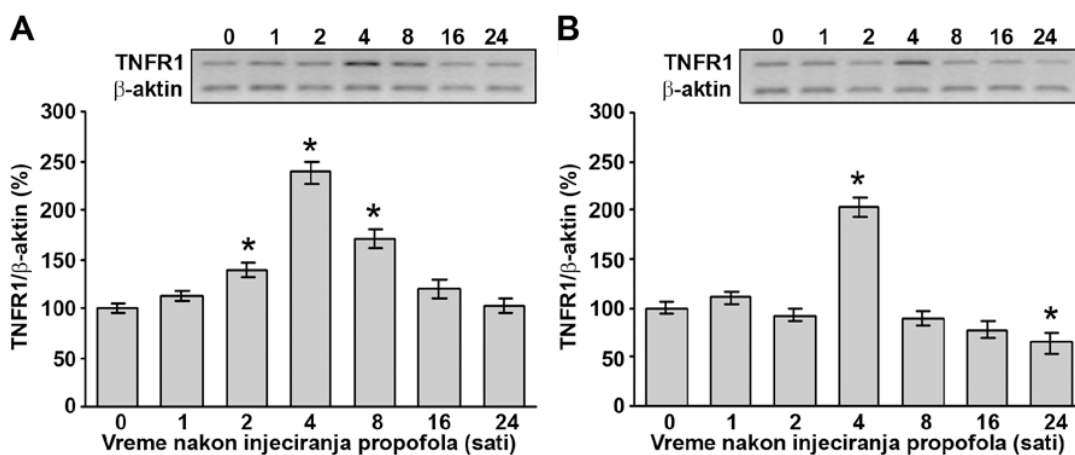 A
0 1 2 4 8 16 24
TNFR1
β-aktin
TNFR1/β-aktin (%)
300
250
200
150
100
50
0
* * *
0 1 2 4 8 16 24
Vreme nakon injeciranja propofola (sati)
B
0 1 2 4 8 16 24
TNFR1
β-aktin
TNFR1/β-aktin (%)
300
250
200
150
100
50
0
* *
0 1 2 4 8 16 24
Vreme nakon injeciranja propofola (sati)